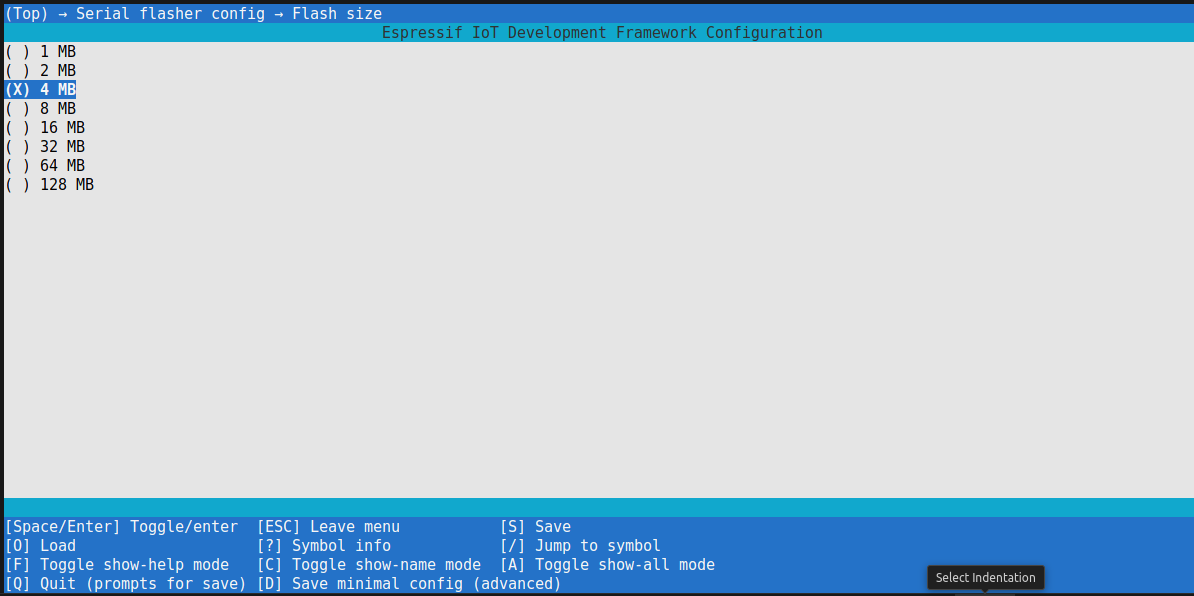 (Top) → Serial flasher config → Flash size
Espressif IoT Development Framework Configuration
( ) 1 MB
( ) 2 MB
(X) 4 MB
( ) 8 MB
( ) 16 MB
( ) 32 MB
( ) 64 MB
( ) 128 MB
[Space/Enter] Toggle/enter [ESC] Leave menu [S] Save
[O] Load [?] Symbol info [/] Jump to symbol
[F] Toggle show-help mode [C] Toggle show-name mode [A] Toggle show-all mode
[Q] Quit (prompts for save) [D] Save minimal config (advanced)
Select Indentation